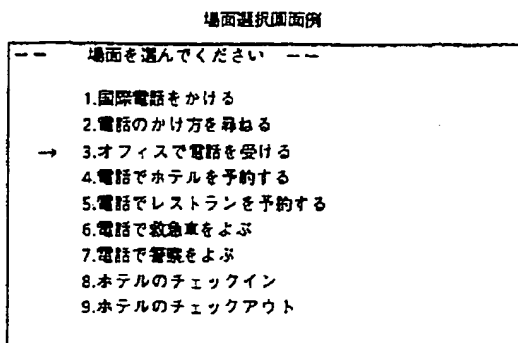 場面選択画面例
−− 場面を選んでください −−
1.国際電話をかける
2.電話のかけ方を尋ねる
→ 3.オフィスで電話を受ける
4.電話でホテルを予約する
5.電話でレストランを予約する
6.電話で救急車をよぶ
7.電話で警察をよぶ
8.ホテルのチェックイン
9.ホテルのチェックアウト